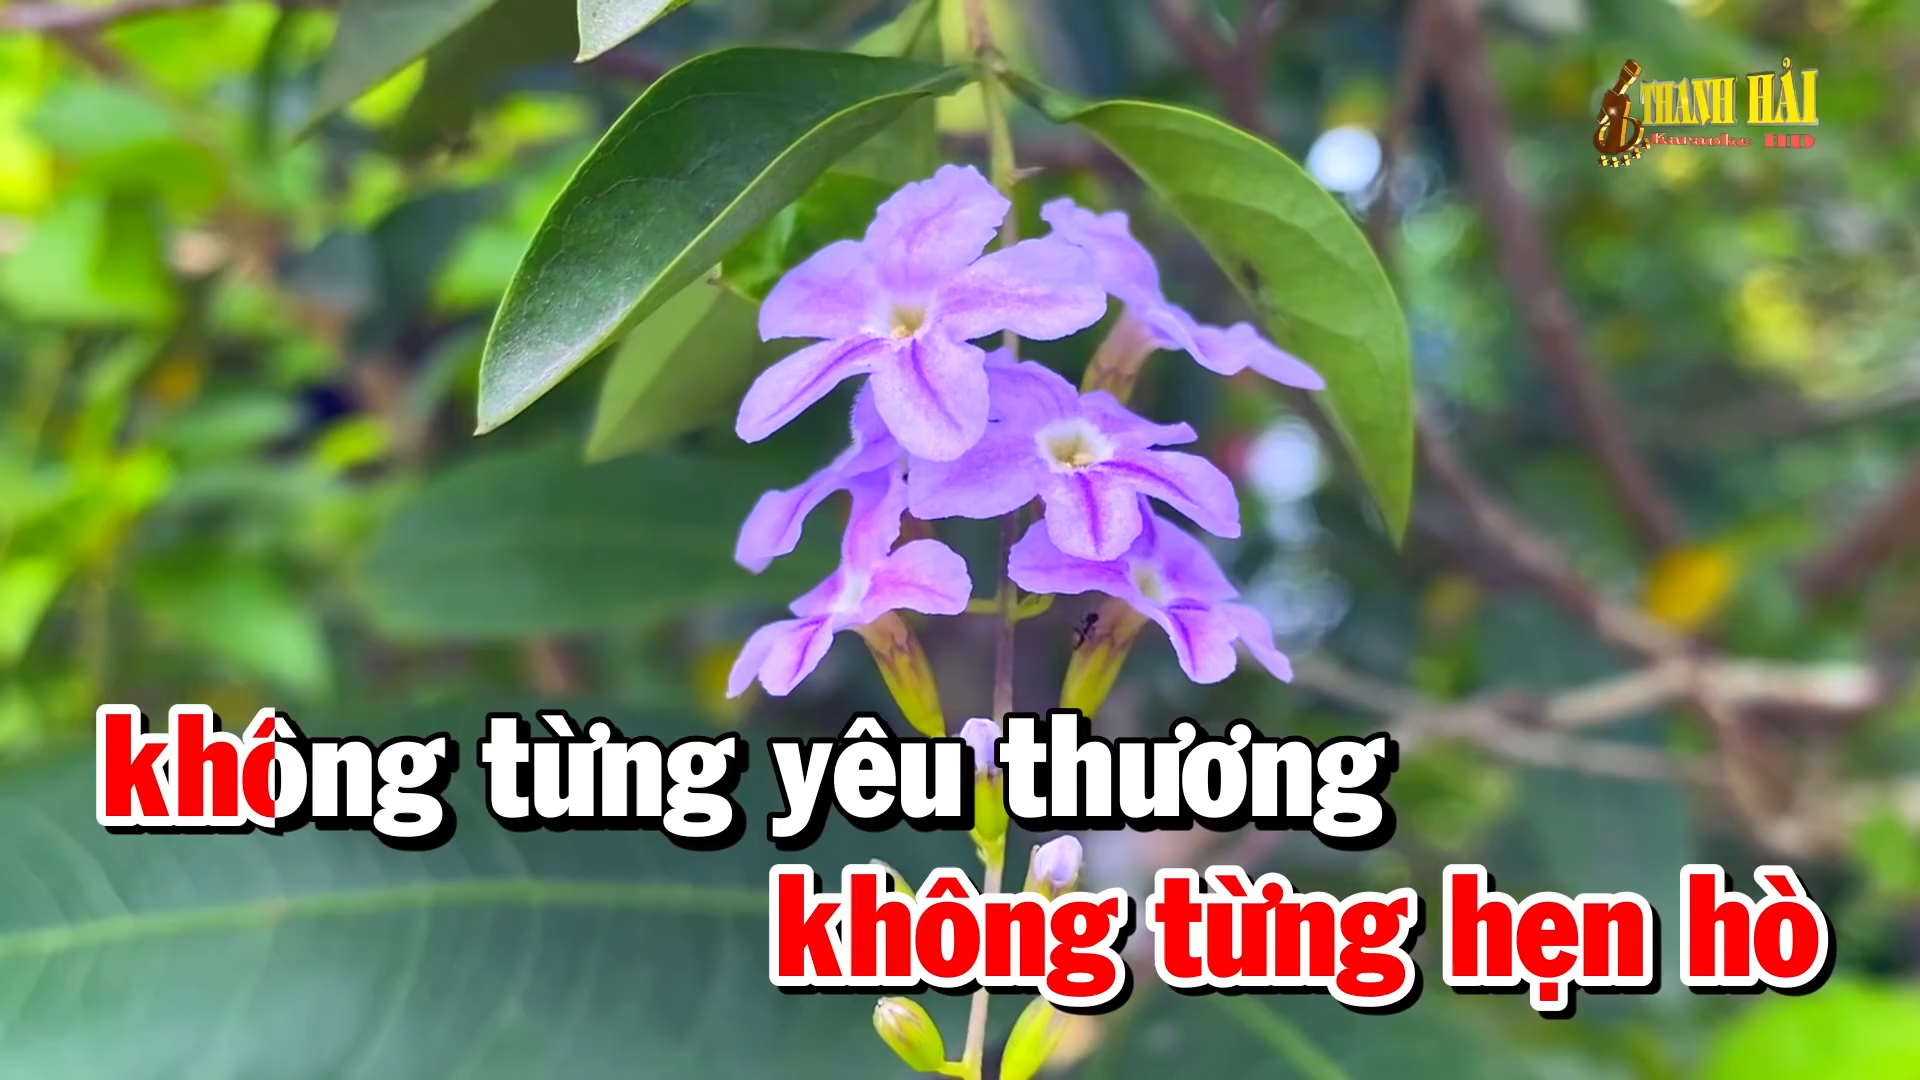 THANH HẢI
Karaoke HD
không từng yêu thương
không từng hẹn hò